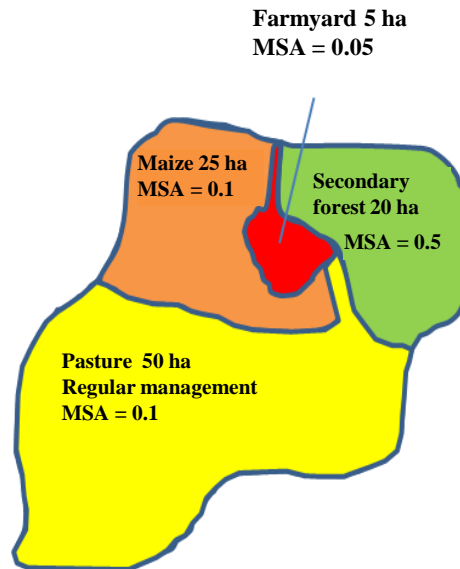 Farmyard 5 ha
MSA = 0.05
Maize 25 ha
MSA = 0.1
Secondary
forest 20 ha
MSA = 0.5
Pasture 50 ha
Regular management
MSA = 0.1